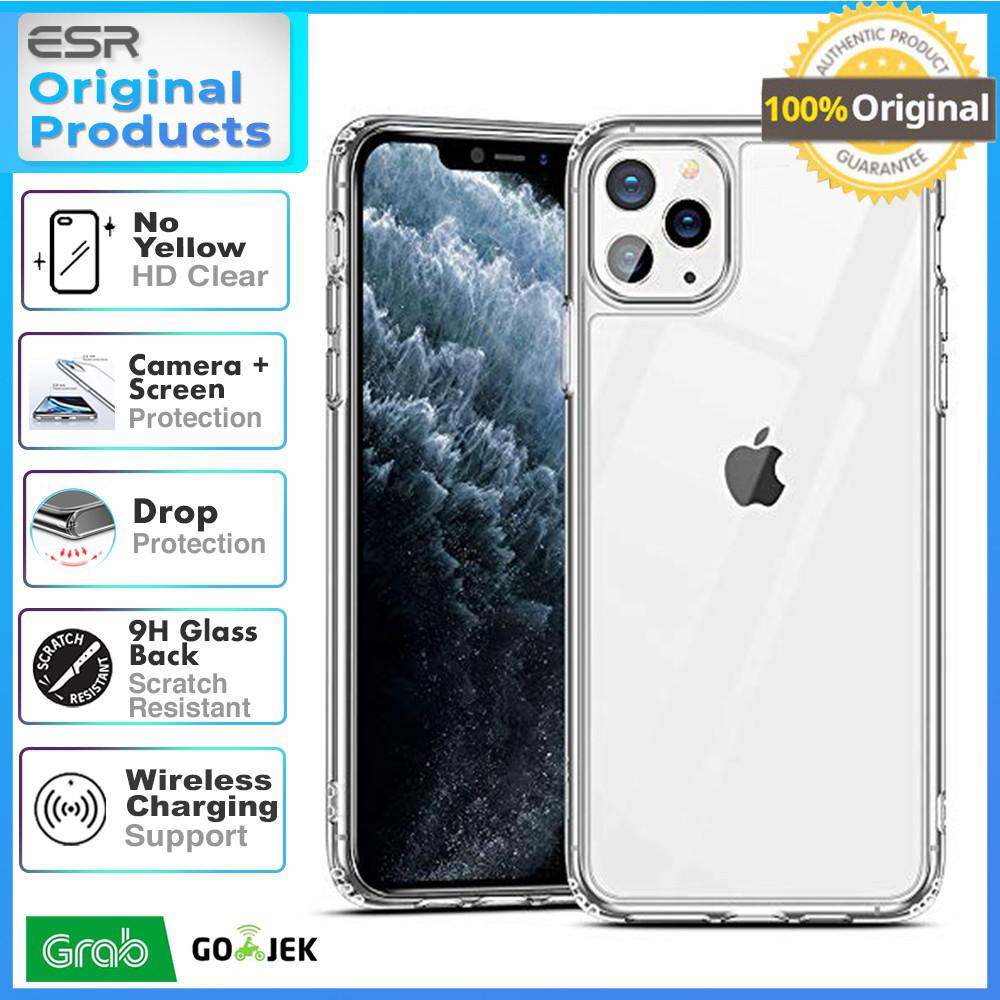 ESR
Original
Products
AUTHENTIC PRODUCT
100% Original
GUARANTEE
No
Yellow
HD Clear
Camera +
Screen
Protection
Drop
Protection
SCRATCH
RESISTANT
9H Glass
Back
Scratch
Resistant
Wireless
Charging
Support
Grab
GOJEK